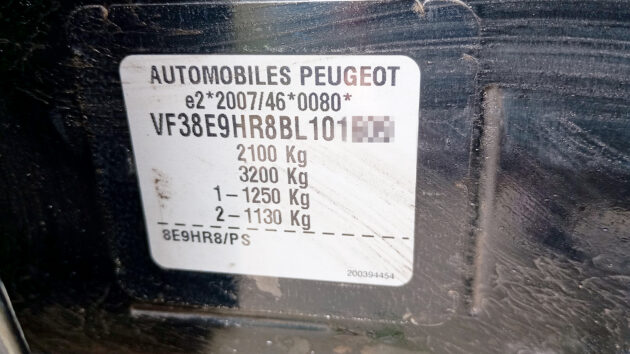 AUTOMOBILES PEUGEOT
e2*2007/46*0080*
VF38E9HR8BL101
2100 Kg
3200 Kg
1-1250 Kg
2-1130 Kg
8E9HR8/PS
200394454